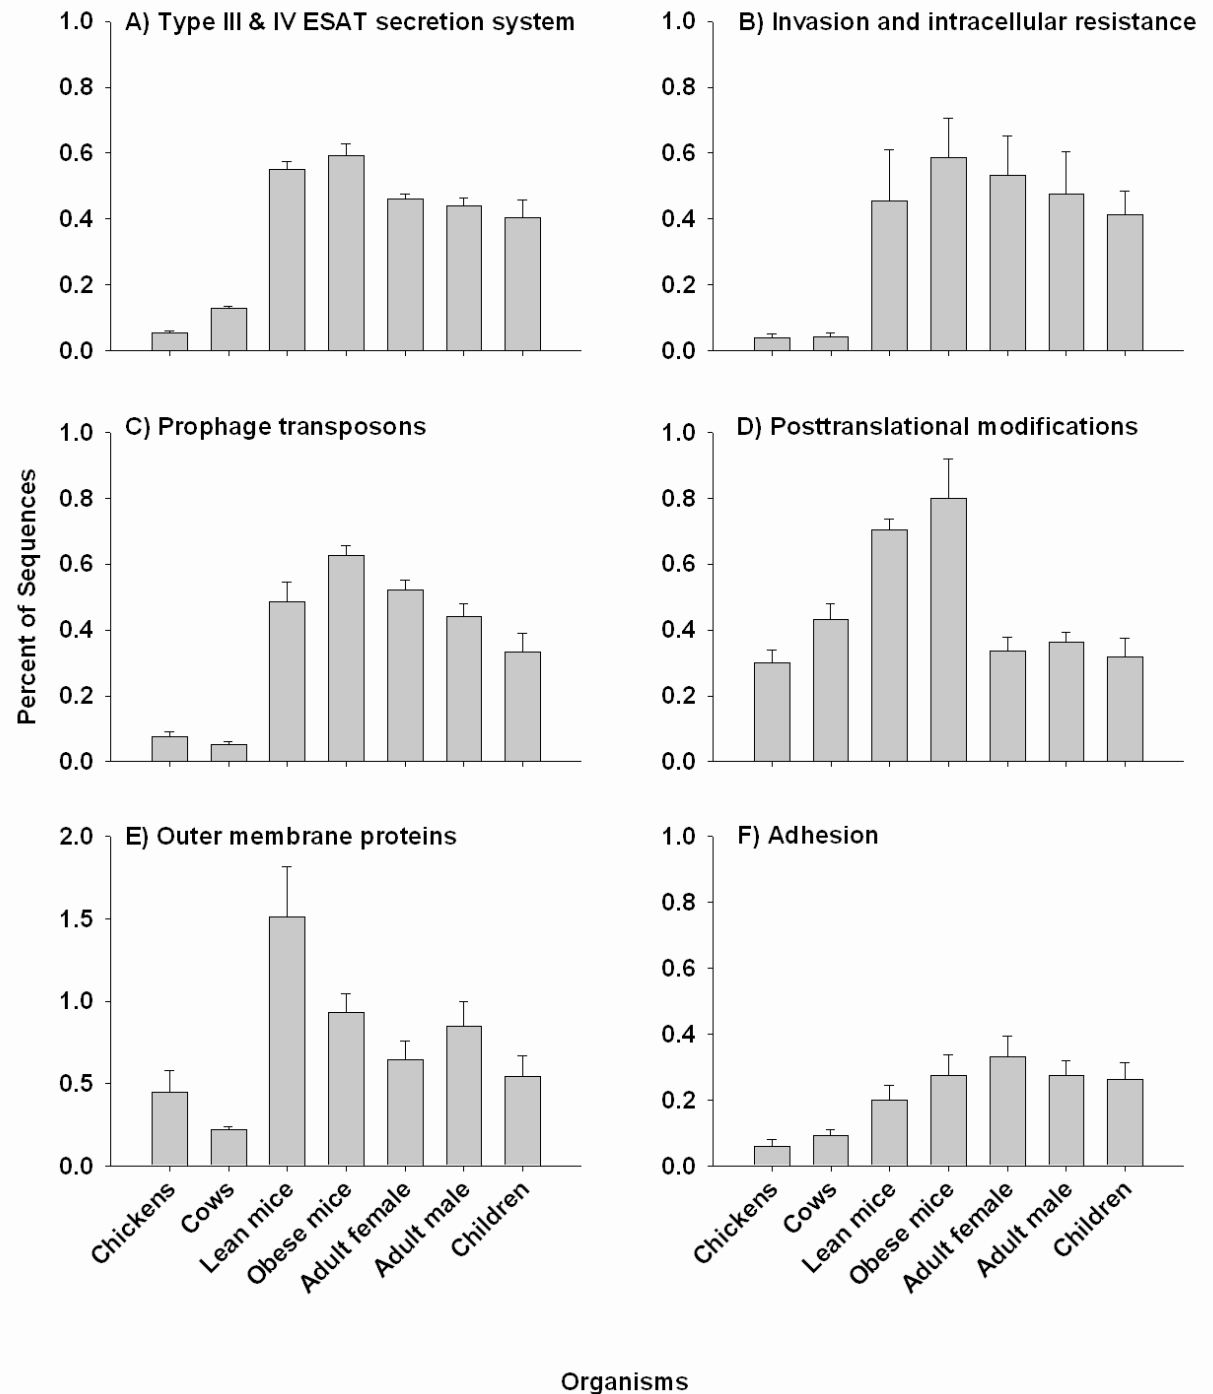 A) Type III & IV ESAT secretion system
1.0
0.8
0.6
0.4
0.2
0.0
B) Invasion and intracellular resistance
1.0
0.8
0.6
0.4
0.2
0.0
Percent of Sequences
C) Prophage transposons
1.0
0.8
0.6
0.4
0.2
0.0
D) Posttranslational modifications
1.0
0.8
0.6
0.4
0.2
0.0
E) Outer membrane proteins
2.0
1.5
1.0
0.5
0.0
Chickens
Cows
Lean mice
Obese mice
Adult female
Adult male
Children
F) Adhesion
1.0
0.8
0.6
0.4
0.2
0.0
Chickens
Cows
Lean mice
Obese mice
Adult female
Adult male
Children
Organisms